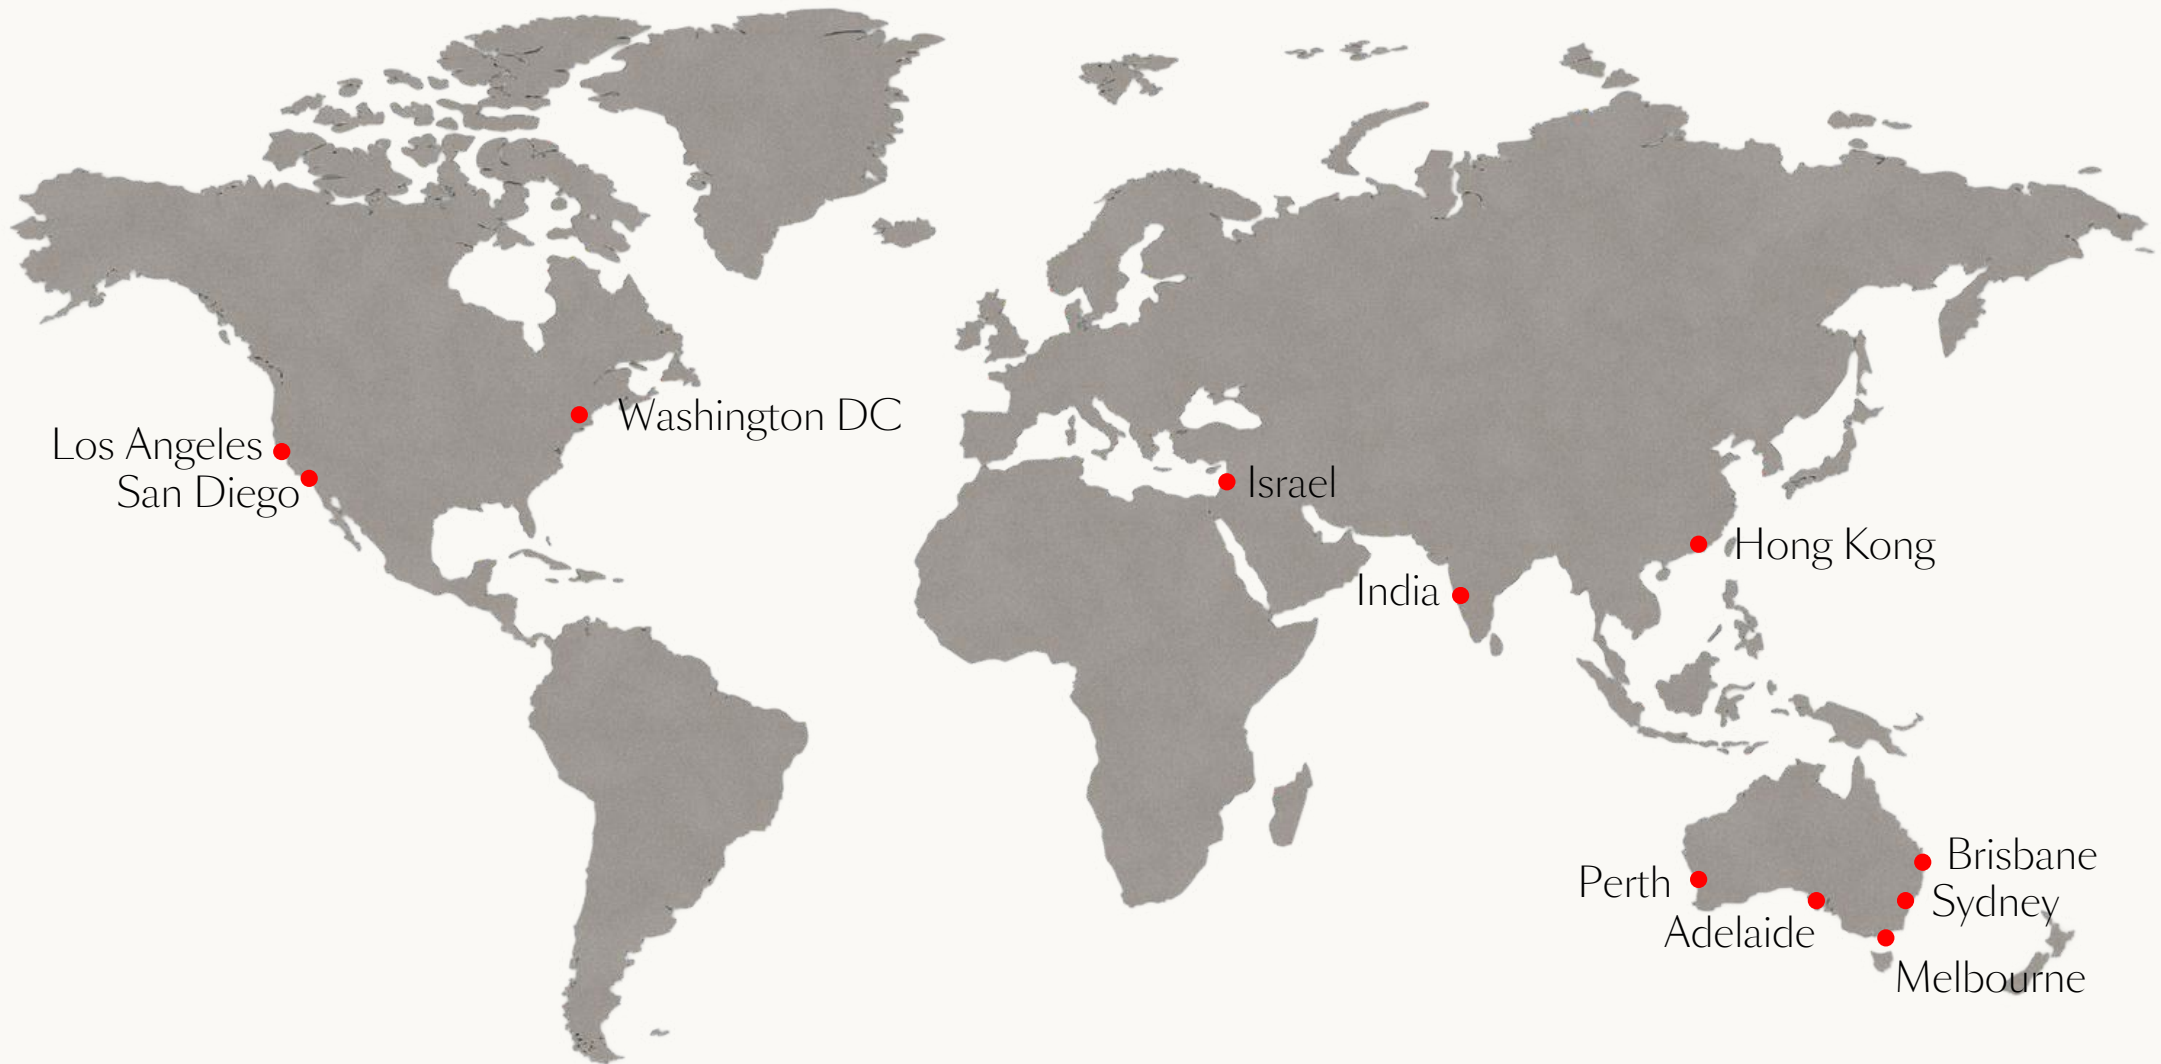 Washington DC
Los Angeles
San Diego
Israel
Hong Kong
India
Brisbane
Perth
Sydney
Adelaide
Melbourne